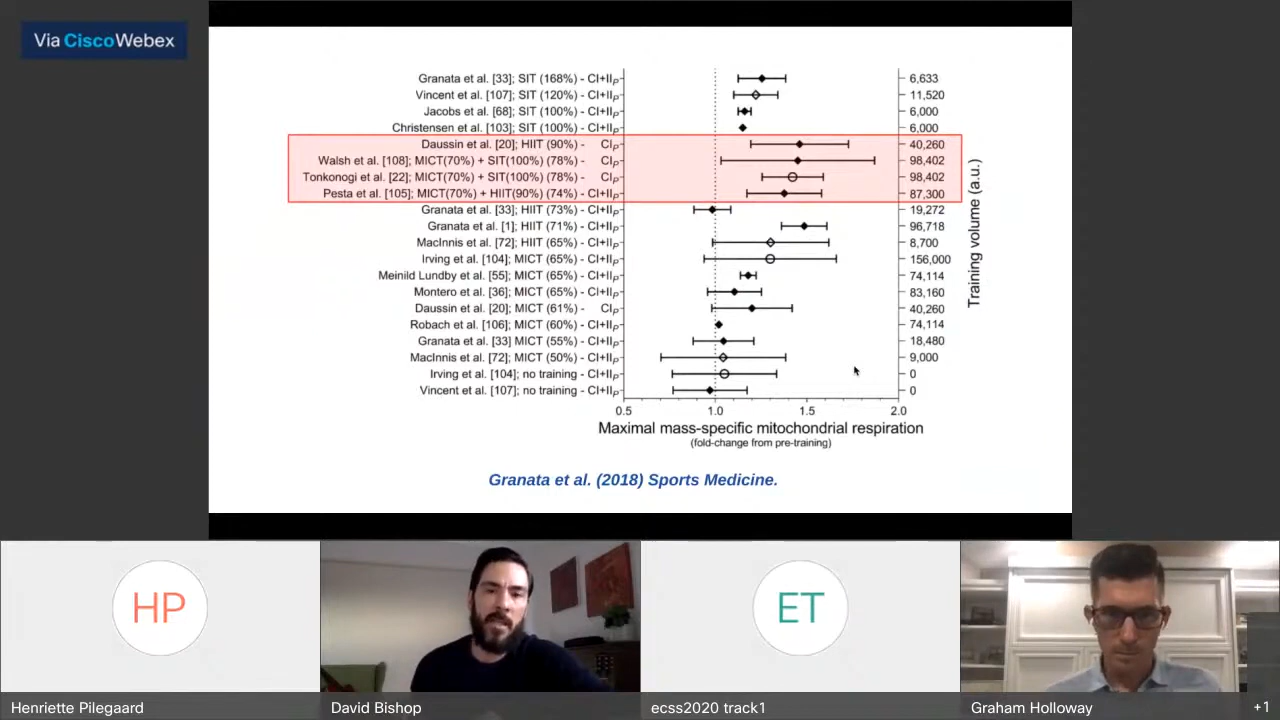 Via Cisco Webex
Granata et al. [33]; SIT (168%) - CI+IIP 6,633
Vincent et al. [107]; SIT (120%) - CI+IIP 11,520
Jacobs et al. [68]; SIT (100%) - CI+IIP 6,000
Christensen et al. [103]; SIT (100%) - CI+IIP 6,000
Daussin et al. [20]; HIIT (90%) - CIP 40,260
Walsh et al. [108]; MICT(70%) + SIT(100%) (78%) - CIP 98,402
Tonkonogi et al. [22]; MICT(70%) + SIT(100%) (78%) - CIP 98,402
Pesta et al. [105]; MICT(70%) + HIIT(90%) (74%) - CI+IIP 87,300
Granata et al. [33]; HIIT (73%) - CI+IIP 19,272
Granata et al. [1]; HIIT (71%) - CI+IIP 96,718
MacInnis et al. [72]; HIIT (65%) - CI+IIP 8,700
Irving et al. [104]; MICT (65%) - CI+IIP 156,000
Meinild Lundby et al. [55]; MICT (65%) - CI+IIP 74,114
Montero et al. [36]; MICT (65%) - CI+IIP 83,160
Daussin et al. [20]; MICT (61%) - CIP 40,260
Robach et al. [106]; MICT (60%) - CI+IIP 74,114
Granata et al. [33] MICT (55%) - CI+IIP 18,480
MacInnis et al. [72]; MICT (50%) - CI+IIP 9,000
Irving et al. [104]; no training - CI+IIP 0
Vincent et al. [107]; no training - CI+IIP 0
Training volume (a.u.)
0.5 1.0 1.5 2.0
Maximal mass-specific mitochondrial respiration
(fold-change from pre-training)
Granata et al. (2018) Sports Medicine.
HP
ET
Henriette Pilegaard
David Bishop
ecss2020 track1
Graham Holloway
+1